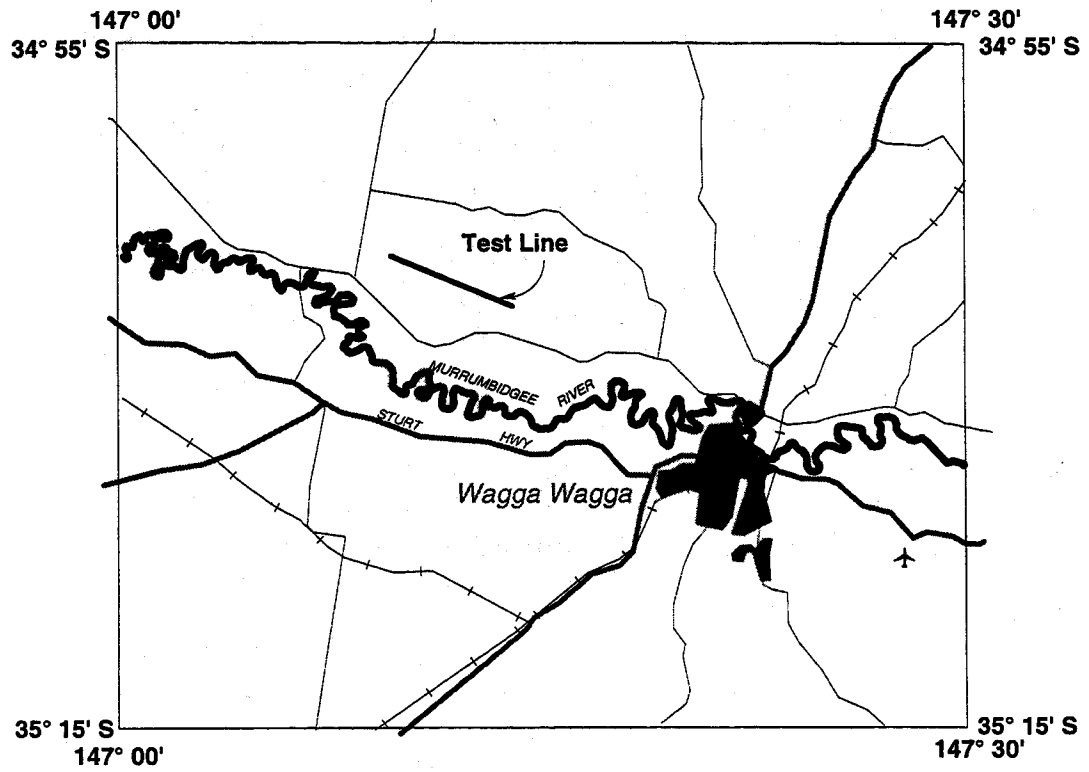 147° 00'
147° 30'
34° 55' S
34° 55' S
Test Line
MURRUMBIDGEE RIVER
STURT HWY
Wagga Wagga
35° 15' S
35° 15' S
147° 00'
147° 30'